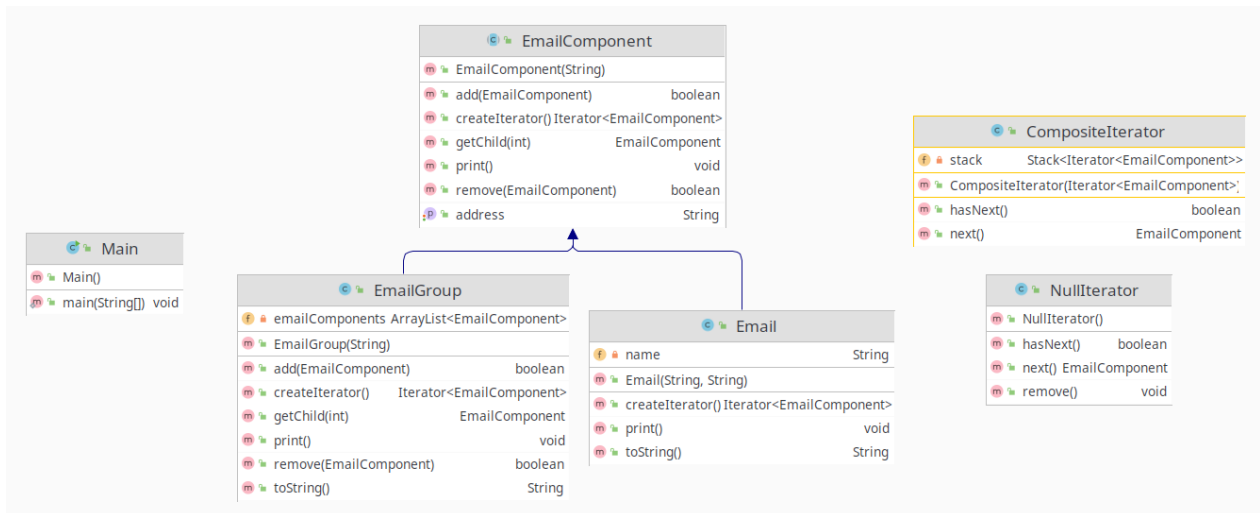 EmailComponent
EmailComponent(String)
add(EmailComponent) boolean
createIterator() Iterator<EmailComponent>
getChild(int) EmailComponent
print() void
remove(EmailComponent) boolean
address String
CompositeIterator
stack Stack<Iterator<EmailComponent>>
CompositeIterator(Iterator<EmailComponent>)
hasNext() boolean
next() EmailComponent
Main
Main()
main(String[]) void
EmailGroup
emailComponents ArrayList<EmailComponent>
EmailGroup(String)
add(EmailComponent) boolean
createIterator() Iterator<EmailComponent>
getChild(int) EmailComponent
print() void
remove(EmailComponent) boolean
toString() String
Email
name String
Email(String, String)
createIterator() Iterator<EmailComponent>
print() void
toString() String
NullIterator
NullIterator()
hasNext() boolean
next() EmailComponent
remove() void